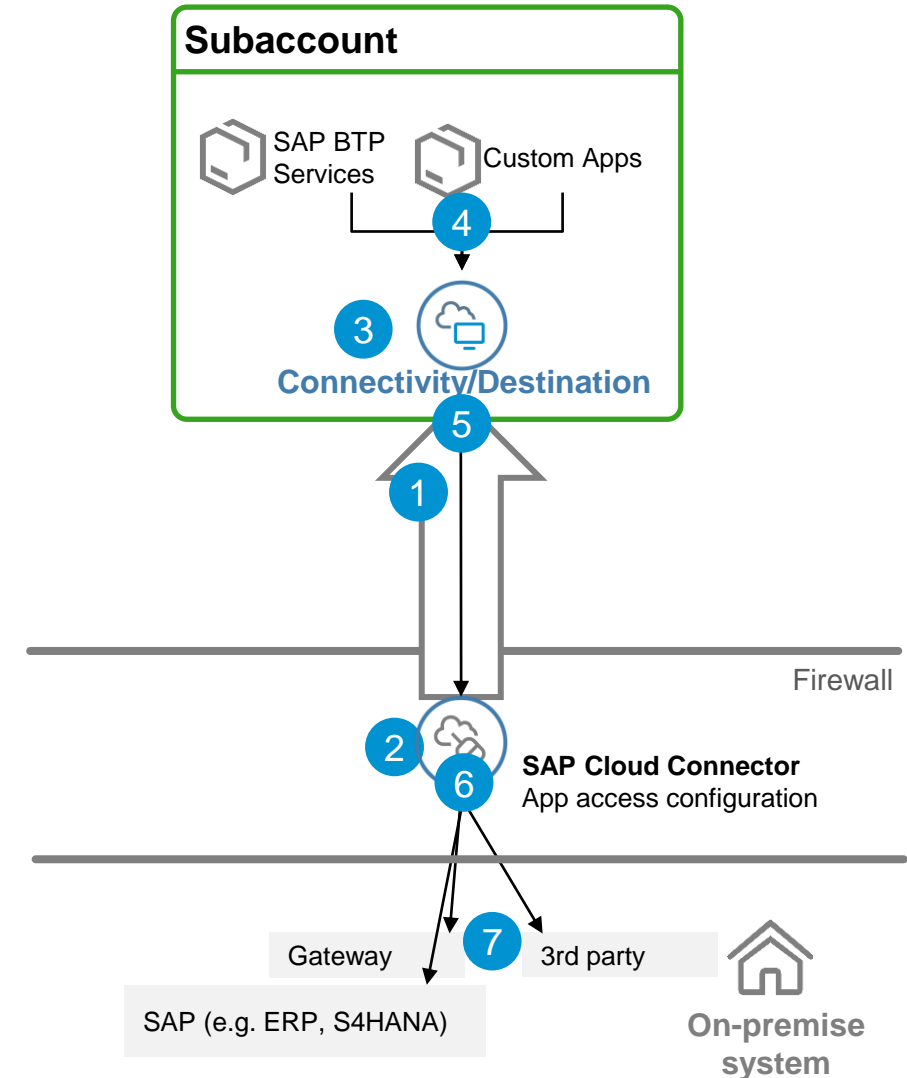 Subaccount
SAP BTP
Services
Custom Apps
4
3
Connectivity/Destination
5
1
Firewall
2
SAP Cloud Connector
App access configuration
6
Gateway
7
3rd party
SAP (e.g. ERP, S4HANA)
On-premise
system